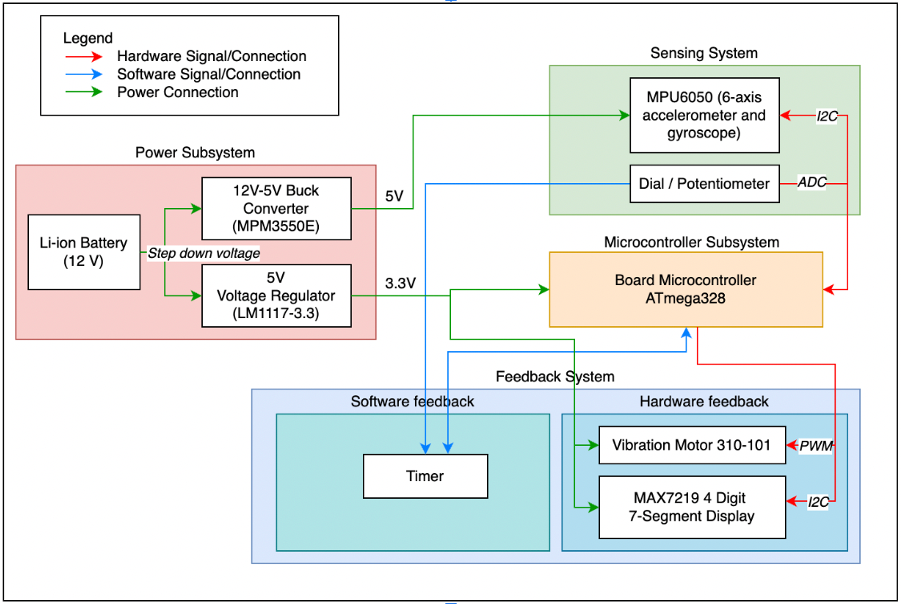 Legend
Hardware Signal/Connection
Software Signal/Connection
Power Connection
Sensing System
MPU6050 (6-axis
accelerometer and
gyroscope)
I2C
Dial / Potentiometer
ADC
Power Subsystem
12V-5V Buck
Converter
(MPM3550E)
5V
Li-ion Battery
(12 V)
Step down voltage
5V
Voltage Regulator
(LM1117-3.3)
3.3V
Microcontroller Subsystem
Board Microcontroller
ATmega328
Feedback System
Software feedback
Timer
Hardware feedback
Vibration Motor 310-101
PWM
MAX7219 4 Digit
7-Segment Display
I2C